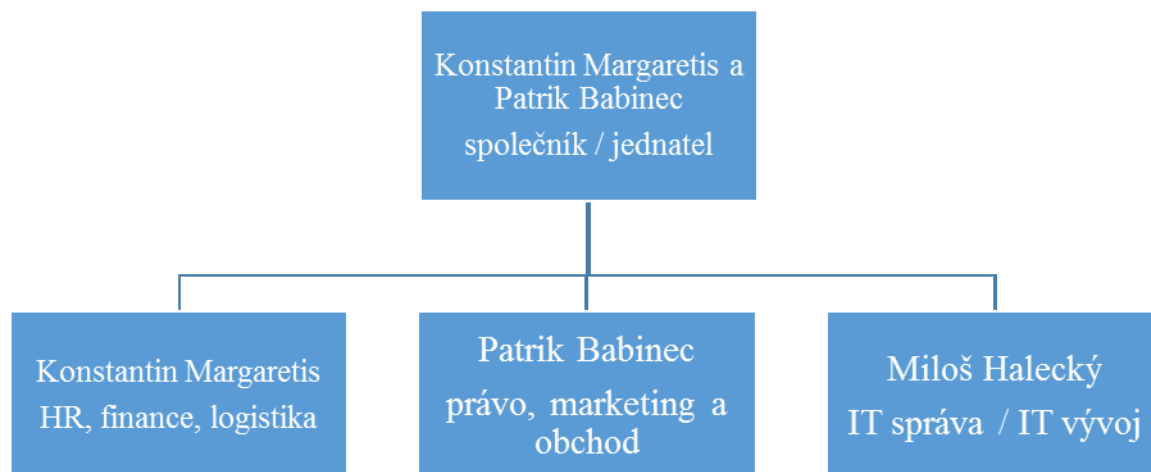 Konstantin Margaretis a
Patrik Babinec
společník / jednatel
Konstantin Margaretis
HR, finance, logistika
Patrik Babinec
právo, marketing a
obchod
Miloš Halecký
IT správa / IT vývoj